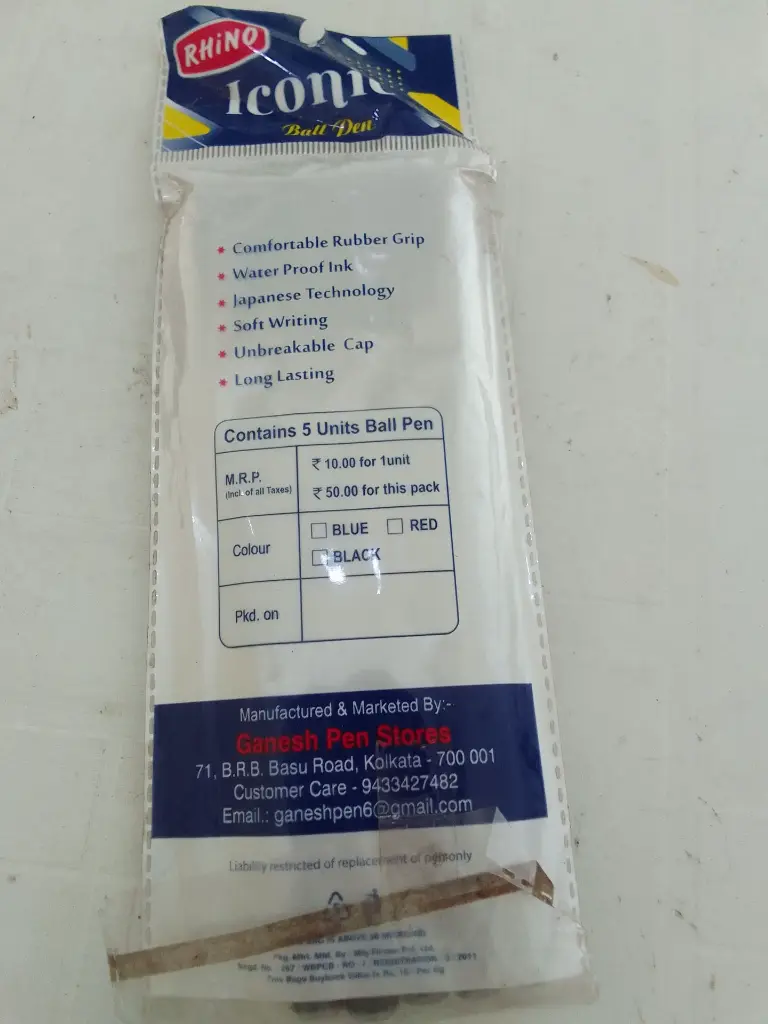 RHINO
Iconic
Ball Pen
* Comfortable Rubber Grip
* Water Proof Ink
* Japanese Technology
* Soft Writing
* Unbreakable Cap
* Long Lasting
Contains 5 Units Ball Pen
M.R.P. ₹ 10.00 for 1unit
(Incl. of all Taxes) ₹ 50.00 for this pack
Colour ☐ BLUE ☐ RED
☐ BLACK
Pkd. on
Manufactured & Marketed By:-
Ganesh Pen Stores
71, B.R.B. Basu Road, Kolkata - 700 001
Customer Care - 9433427482
Email.: ganeshpen6@gmail.com
Liability restricted of replacement of pen only